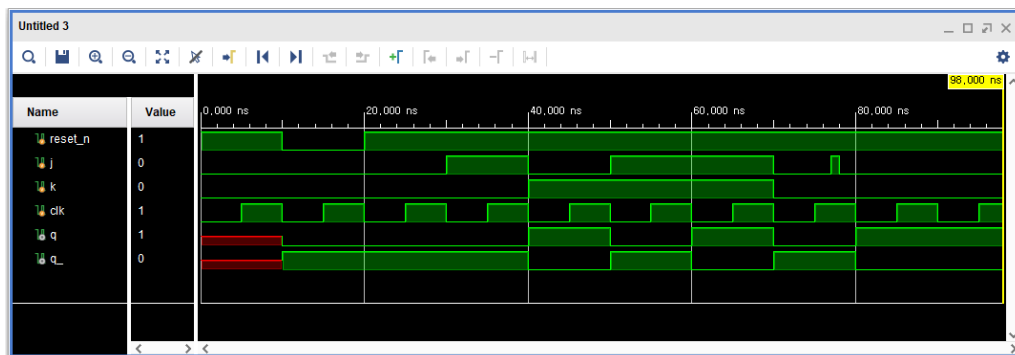 Untitled 3
98,000 ns
Name Value 0,000 ns 20,000 ns 40,000 ns 60,000 ns 80,000 ns
reset_n 1
j 0
k 0
clk 1
q 1
q_ 0